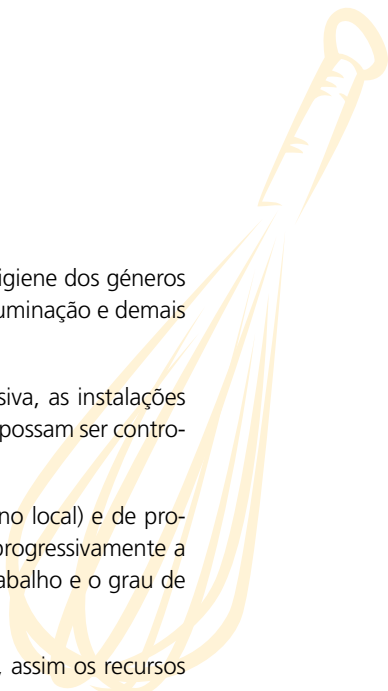 igiene dos géneros
uminação e demais
siva, as instalações
possam ser contro-
no local) e de pro-
progressivamente a
abalho e o grau de
, assim os recursos